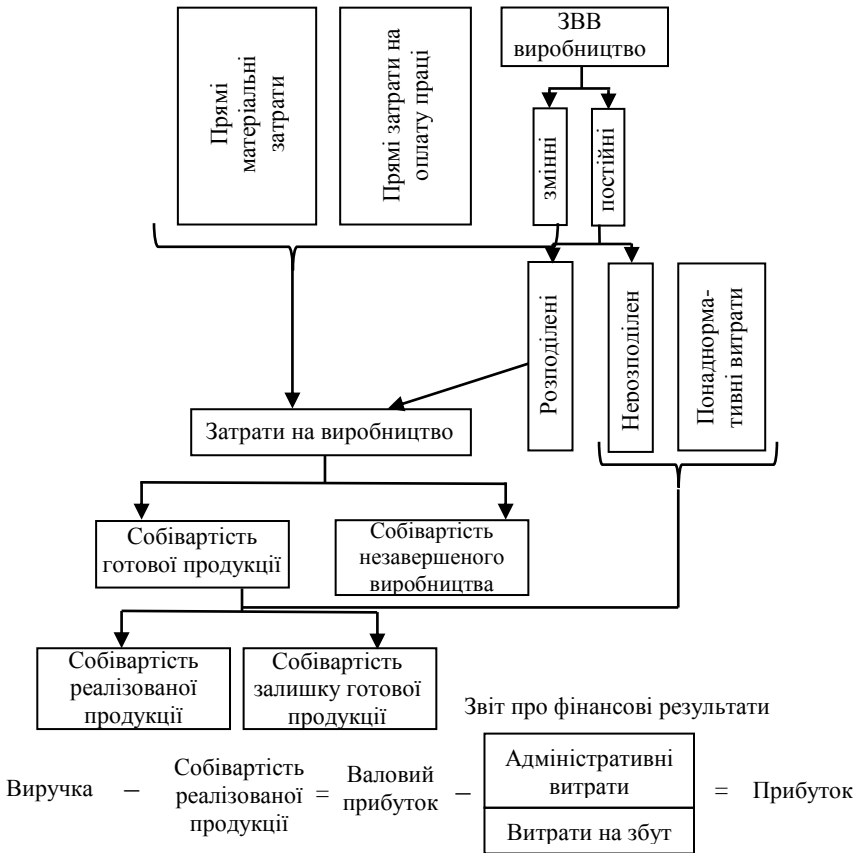 ЗВВ
виробництво
Прямі
матеріальні
затрати
Прямі затрати на
оплату праці
змінні
постійні
Розподілені
Нерозподілен
Понаднорма-
тивні витрати
Затрати на виробництво
Собівартість
готової продукції
Собівартість
незавершеного
виробництва
Собівартість
реалізованої
продукції
Собівартість
залишку готової
продукції
Звіт про фінансові результати
Виручка – Собівартість
реалізованої
продукції = Валовий
прибуток – Адміністративні
витрати
Витрати на збут
= Прибуток